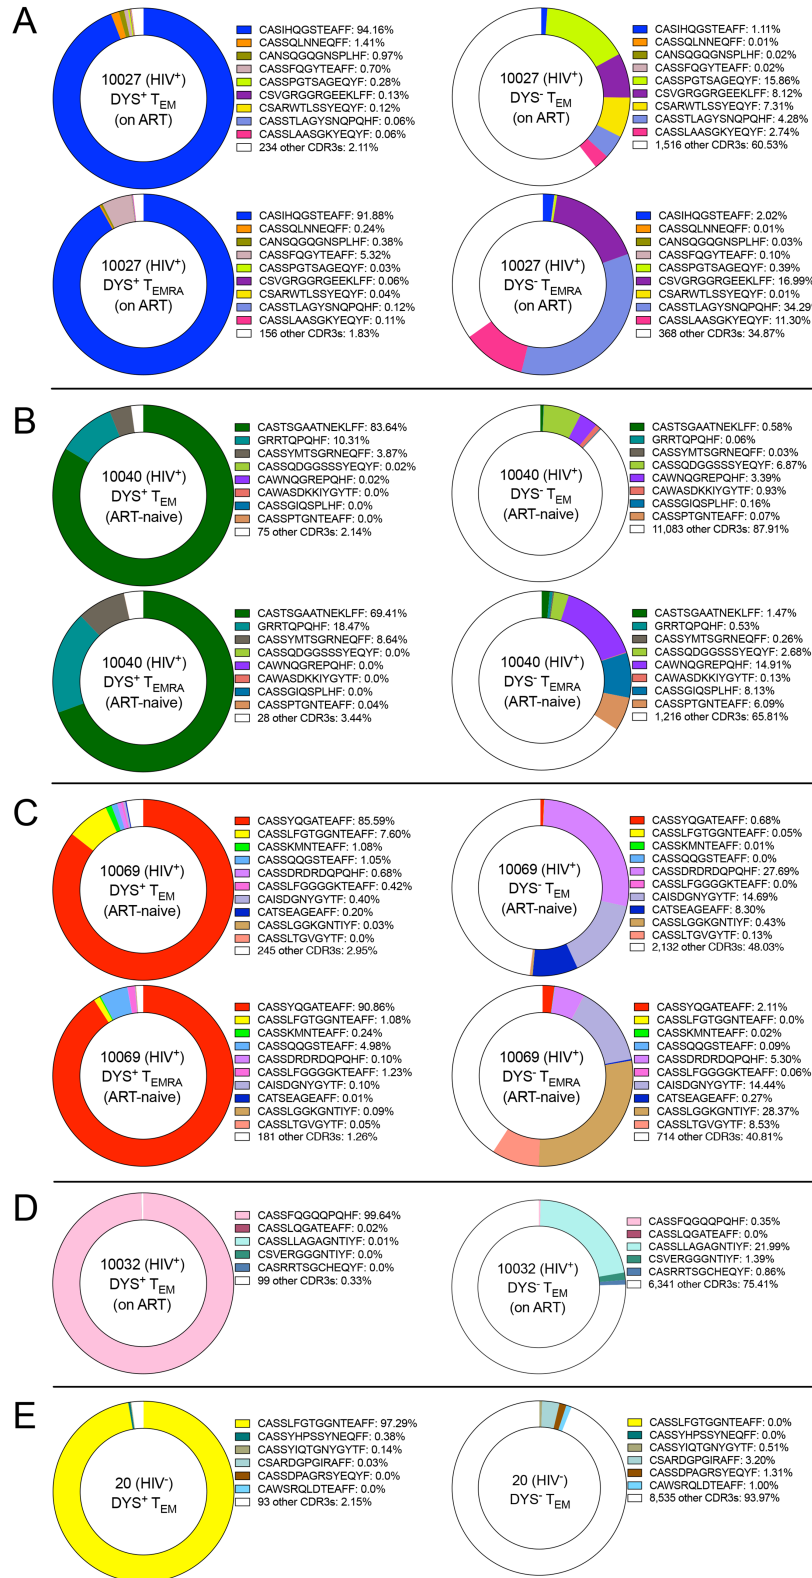 A
10027 (HIV+)
DYS+ TEM
(on ART)
CASIHQGSTEAFF: 94.16%
CASSQLNNEQFF: 1.41%
CANSQGQGNSPLHF: 0.97%
CASSFQGYTEAFF: 0.70%
CASSPGTSAGEQYF: 0.28%
CSVGRGGRGEEKLFF: 0.13%
CSARWTLSSYEQYF: 0.12%
CASSTLAGYSNQPQHF: 0.06%
CASSLAASGKYEQYF: 0.06%
234 other CDR3s: 2.11%
10027 (HIV+)
DYS- TEM
(on ART)
CASIHQGSTEAFF: 1.11%
CASSQLNNEQFF: 0.01%
CANSQGQGNSPLHF: 0.02%
CASSFQGYTEAFF: 0.02%
CASSPGTSAGEQYF: 15.86%
CSVGRGGRGEEKLFF: 8.12%
CSARWTLSSYEQYF: 7.31%
CASSTLAGYSNQPQHF: 4.28%
CASSLAASGKYEQYF: 2.74%
1,516 other CDR3s: 60.53%
10027 (HIV+)
DYS+ TEMRA
(on ART)
CASIHQGSTEAFF: 91.88%
CASSQLNNEQFF: 0.24%
CANSQGQGNSPLHF: 0.38%
CASSFQGYTEAFF: 5.32%
CASSPGTSAGEQYF: 0.03%
CSVGRGGRGEEKLFF: 0.06%
CSARWTLSSYEQYF: 0.04%
CASSTLAGYSNQPQHF: 0.12%
CASSLAASGKYEQYF: 0.11%
156 other CDR3s: 1.83%
10027 (HIV+)
DYS- TEMRA
(on ART)
CASIHQGSTEAFF: 2.02%
CASSQLNNEQFF: 0.01%
CANSQGQGNSPLHF: 0.03%
CASSFQGYTEAFF: 0.10%
CASSPGTSAGEQYF: 0.39%
CSVGRGGRGEEKLFF: 16.99%
CSARWTLSSYEQYF: 0.01%
CASSTLAGYSNQPQHF: 34.29%
CASSLAASGKYEQYF: 11.30%
368 other CDR3s: 34.87%
B
10040 (HIV+)
DYS+ TEM
(ART-naive)
CASTSGAATNEKLFF: 83.64%
GRRTQPQHF: 10.31%
CASSYMTSGRNEQFF: 3.87%
CASSQDGGSSSYEQYF: 0.02%
CAWNQGREPQHF: 0.02%
CAWASDKKIYGYTF: 0.0%
CASSGIQSPLHF: 0.0%
CASSPTGNTEAFF: 0.0%
75 other CDR3s: 2.14%
10040 (HIV+)
DYS- TEM
(ART-naive)
CASTSGAATNEKLFF: 0.58%
GRRTQPQHF: 0.06%
CASSYMTSGRNEQFF: 0.03%
CASSQDGGSSSYEQYF: 6.87%
CAWNQGREPQHF: 3.39%
CAWASDKKIYGYTF: 0.93%
CASSGIQSPLHF: 0.16%
CASSPTGNTEAFF: 0.07%
11,083 other CDR3s: 87.91%
10040 (HIV+)
DYS+ TEMRA
(ART-naive)
CASTSGAATNEKLFF: 69.41%
GRRTQPQHF: 18.47%
CASSYMTSGRNEQFF: 8.64%
CASSQDGGSSSYEQYF: 0.0%
CAWNQGREPQHF: 0.0%
CAWASDKKIYGYTF: 0.0%
CASSGIQSPLHF: 0.0%
CASSPTGNTEAFF: 0.04%
28 other CDR3s: 3.44%
10040 (HIV+)
DYS- TEMRA
(ART-naive)
CASTSGAATNEKLFF: 1.47%
GRRTQPQHF: 0.53%
CASSYMTSGRNEQFF: 0.26%
CASSQDGGSSSYEQYF: 2.68%
CAWNQGREPQHF: 14.91%
CAWASDKKIYGYTF: 0.13%
CASSGIQSPLHF: 8.13%
CASSPTGNTEAFF: 6.09%
1,216 other CDR3s: 65.81%
C
10069 (HIV+)
DYS+ TEM
(ART-naive)
CASSYQGATEAFF: 85.59%
CASSLFGTGGNTEAFF: 7.60%
CASSKMNTEAFF: 1.08%
CASSQQGSTEAFF: 1.05%
CASSDRDRDQPQHF: 0.68%
CASSLFGGGGKTEAFF: 0.42%
CAISDGNYGYTF: 0.40%
CATSEAGEAFF: 0.20%
CASSLGGKGNTIYF: 0.03%
CASSLTGVGYTF: 0.0%
245 other CDR3s: 2.95%
10069 (HIV+)
DYS- TEM
(ART-naive)
CASSYQGATEAFF: 0.68%
CASSLFGTGGNTEAFF: 0.05%
CASSKMNTEAFF: 0.01%
CASSQQGSTEAFF: 0.0%
CASSDRDRDQPQHF: 27.69%
CASSLFGGGGKTEAFF: 0.0%
CAISDGNYGYTF: 14.69%
CATSEAGEAFF: 8.30%
CASSLGGKGNTIYF: 0.43%
CASSLTGVGYTF: 0.13%
2,132 other CDR3s: 48.03%
10069 (HIV+)
DYS+ TEMRA
(ART-naive)
CASSYQGATEAFF: 90.86%
CASSLFGTGGNTEAFF: 1.08%
CASSKMNTEAFF: 0.24%
CASSQQGSTEAFF: 4.98%
CASSDRDRDQPQHF: 0.10%
CASSLFGGGGKTEAFF: 1.23%
CAISDGNYGYTF: 0.10%
CATSEAGEAFF: 0.01%
CASSLGGKGNTIYF: 0.09%
CASSLTGVGYTF: 0.05%
181 other CDR3s: 1.26%
10069 (HIV+)
DYS- TEMRA
(ART-naive)
CASSYQGATEAFF: 2.11%
CASSLFGTGGNTEAFF: 0.0%
CASSKMNTEAFF: 0.02%
CASSQQGSTEAFF: 0.09%
CASSDRDRDQPQHF: 5.30%
CASSLFGGGGKTEAFF: 0.06%
CAISDGNYGYTF: 14.44%
CATSEAGEAFF: 0.27%
CASSLGGKGNTIYF: 28.37%
CASSLTGVGYTF: 8.53%
714 other CDR3s: 40.81%
D
10032 (HIV+)
DYS+ TEM
(on ART)
CASSFQGQQPQHF: 99.64%
CASSLQGATEAFF: 0.02%
CASSLLAGAGNTIYF: 0.01%
CSVERGGGNTIYF: 0.0%
CASRRTSGCHEQYF: 0.0%
99 other CDR3s: 0.33%
10032 (HIV+)
DYS- TEM
(on ART)
CASSFQGQQPQHF: 0.35%
CASSLQGATEAFF: 0.0%
CASSLLAGAGNTIYF: 21.99%
CSVERGGGNTIYF: 1.39%
CASRRTSGCHEQYF: 0.86%
6,341 other CDR3s: 75.41%
E
20 (HIV-)
DYS+ TEM
CASSLFGTGGNTEAFF: 97.29%
CASSYHPSSYNEQFF: 0.38%
CASSYIQTGNYGYTF: 0.14%
CSARDGPGIRAFF: 0.03%
CASSDPAGRSYEQYF: 0.0%
CAWSRQLDTEAFF: 0.0%
93 other CDR3s: 2.15%
20 (HIV-)
DYS- TEM
CASSLFGTGGNTEAFF: 0.0%
CASSYHPSSYNEQFF: 0.0%
CASSYIQTGNYGYTF: 0.51%
CSARDGPGIRAFF: 3.20%
CASSDPAGRSYEQYF: 1.31%
CAWSRQLDTEAFF: 1.00%
8,535 other CDR3s: 93.97%